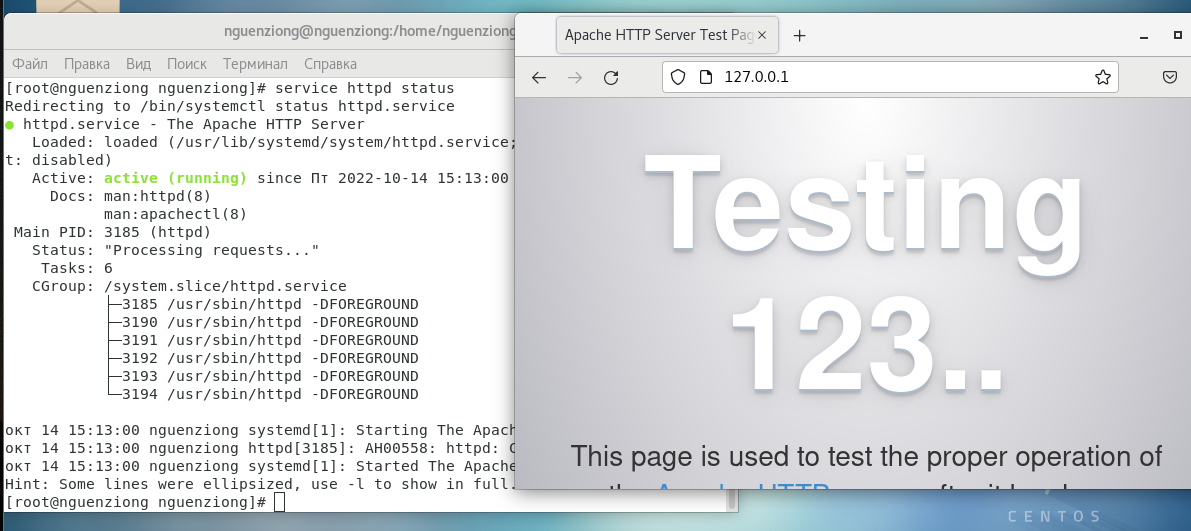 nguenziong@nguenziong:/home/nguenziong
Файл Правка Вид Поиск Терминал Справка
[root@nguenziong nguenziong]# service httpd status
Redirecting to /bin/systemctl status httpd.service
● httpd.service - The Apache HTTP Server
Loaded: loaded (/usr/lib/systemd/system/httpd.service;
t: disabled)
Active: active (running) since Пт 2022-10-14 15:13:00
Docs: man:httpd(8)
man:apachectl(8)
Main PID: 3185 (httpd)
Status: "Processing requests..."
Tasks: 6
CGroup: /system.slice/httpd.service
├─3185 /usr/sbin/httpd -DFOREGROUND
├─3190 /usr/sbin/httpd -DFOREGROUND
├─3191 /usr/sbin/httpd -DFOREGROUND
├─3192 /usr/sbin/httpd -DFOREGROUND
├─3193 /usr/sbin/httpd -DFOREGROUND
└─3194 /usr/sbin/httpd -DFOREGROUND
окт 14 15:13:00 nguenziong systemd[1]: Starting The Apach
окт 14 15:13:00 nguenziong httpd[3185]: AH00558: httpd:
окт 14 15:13:00 nguenziong systemd[1]: Started The Apache
Hint: Some lines were ellipsized, use -l to show in full.
[root@nguenziong nguenziong]#
Apache HTTP Server Test Pag
127.0.0.1
Testing
123..
This page is used to test the proper operation of
the Apache HTTP
CENTOS